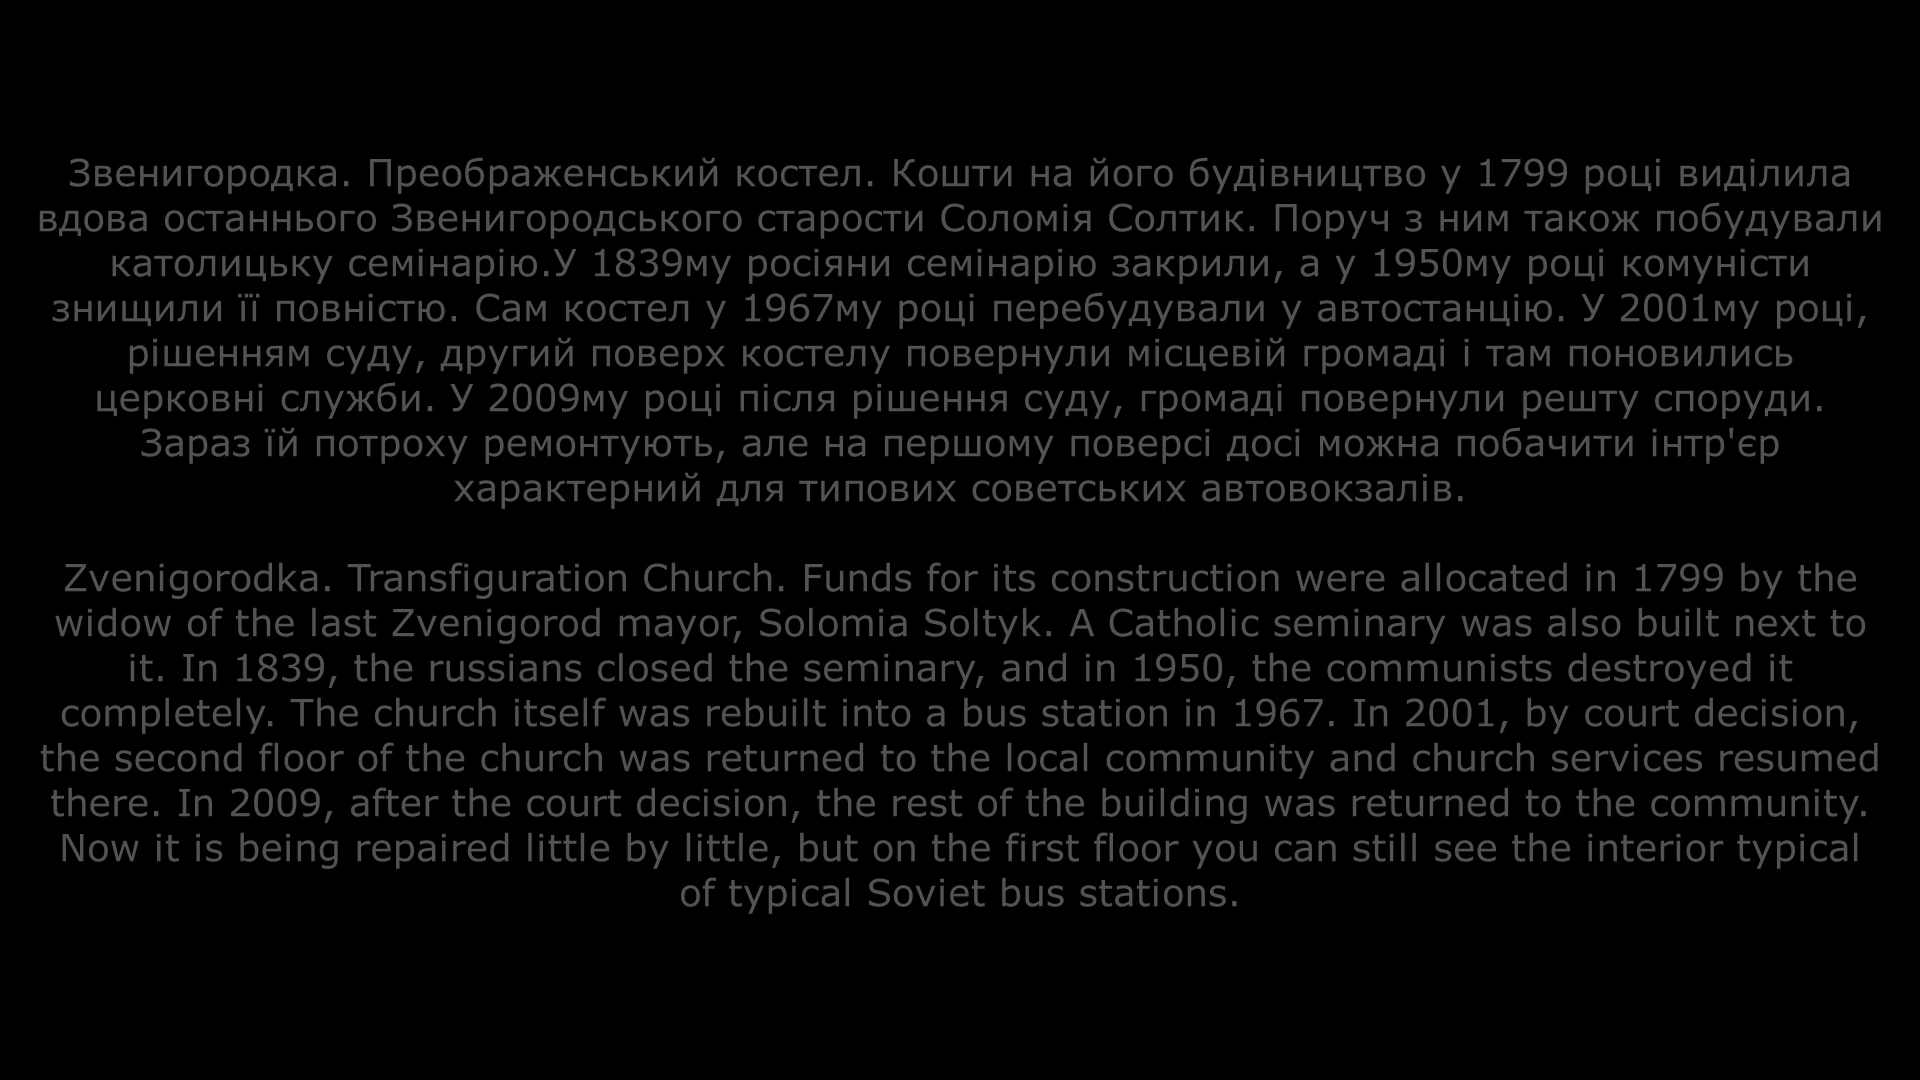 Звенигородка. Преображенський костел. Кошти на його будівництво у 1799 році виділила
вдова останнього Звенигородського старости Соломія Солтик. Поруч з ним також побудували
католицьку семінарію.У 1839му росіяни семінарію закрили, а у 1950му році комуністи
знищили її повністю. Сам костел у 1967му році перебудували у автостанцію. У 2001му році,
рішенням суду, другий поверх костелу повернули місцевій громаді і там поновились
церковні служби. У 2009му році після рішення суду, громаді повернули решту споруди.
Зараз їй потроху ремонтують, але на першому поверсі досі можна побачити інтр'єр
характерний для типових советських автовокзалів.
Zvenigorodka. Transfiguration Church. Funds for its construction were allocated in 1799 by the
widow of the last Zvenigorod mayor, Solomia Soltyk. A Catholic seminary was also built next to
it. In 1839, the russians closed the seminary, and in 1950, the communists destroyed it
completely. The church itself was rebuilt into a bus station in 1967. In 2001, by court decision,
the second floor of the church was returned to the local community and church services resumed
there. In 2009, after the court decision, the rest of the building was returned to the community.
Now it is being repaired little by little, but on the first floor you can still see the interior typical
of typical Soviet bus stations.